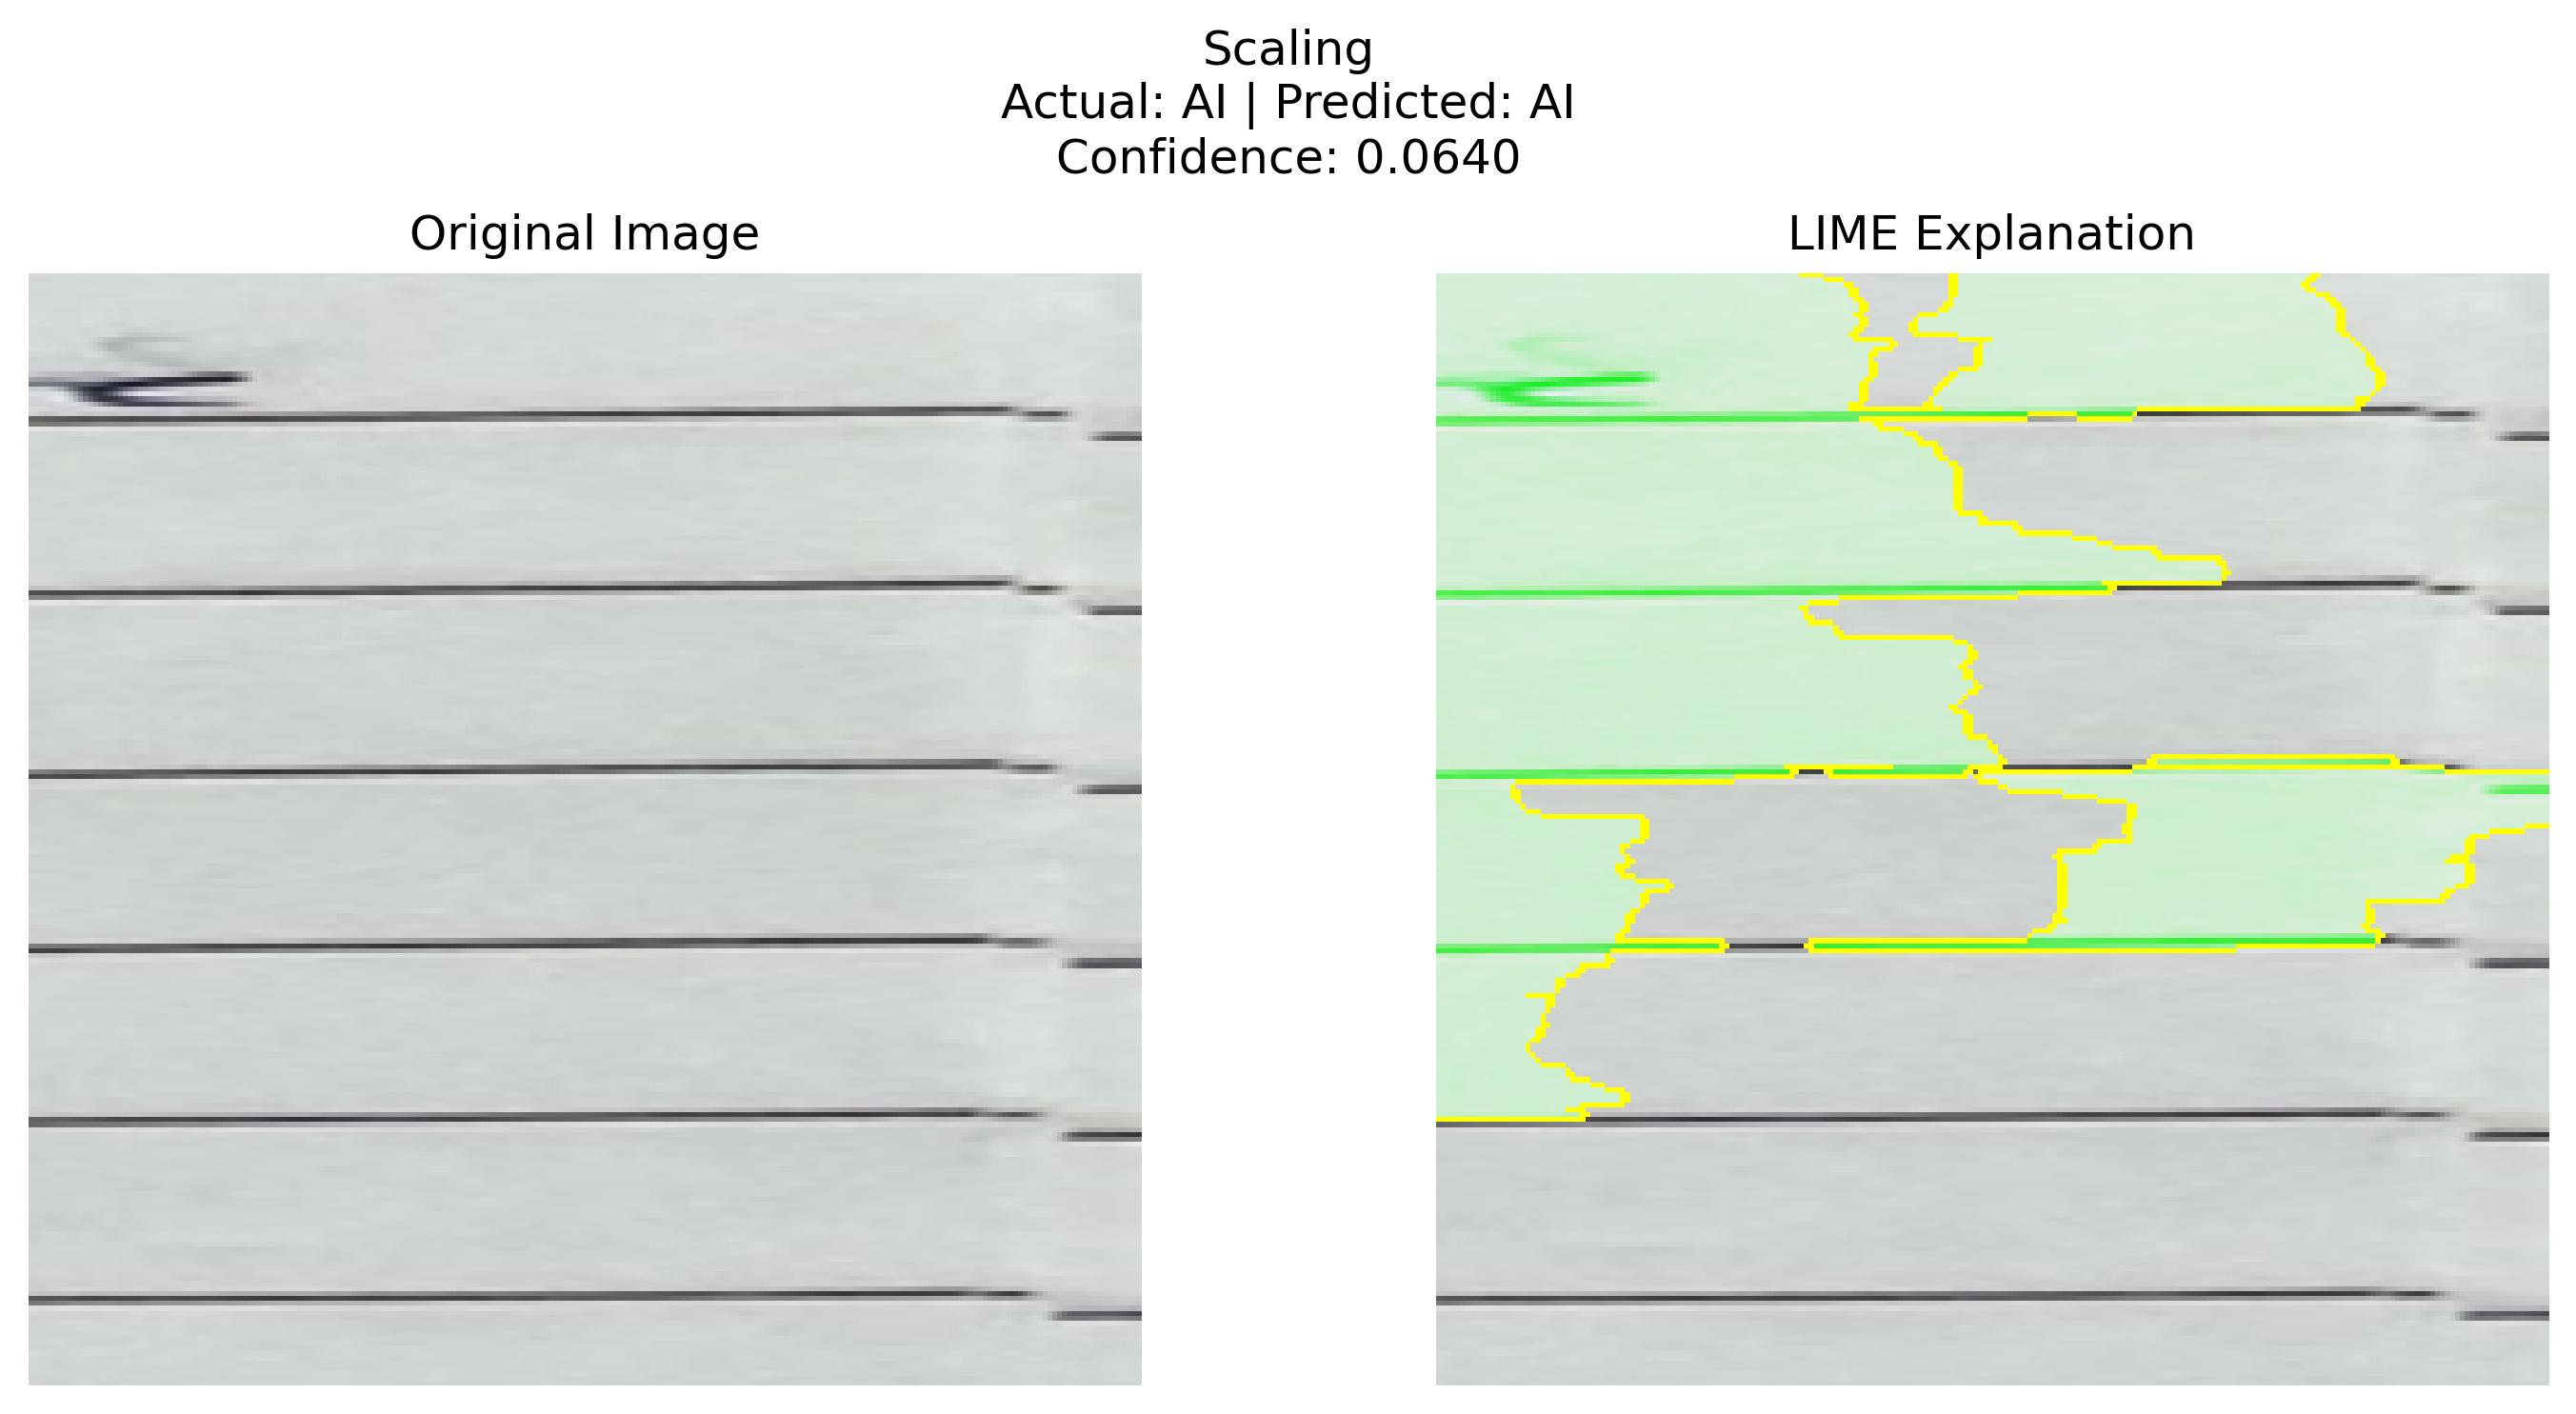 Scaling
Actual: AI | Predicted: AI
Confidence: 0.0640
Original Image
LIME Explanation